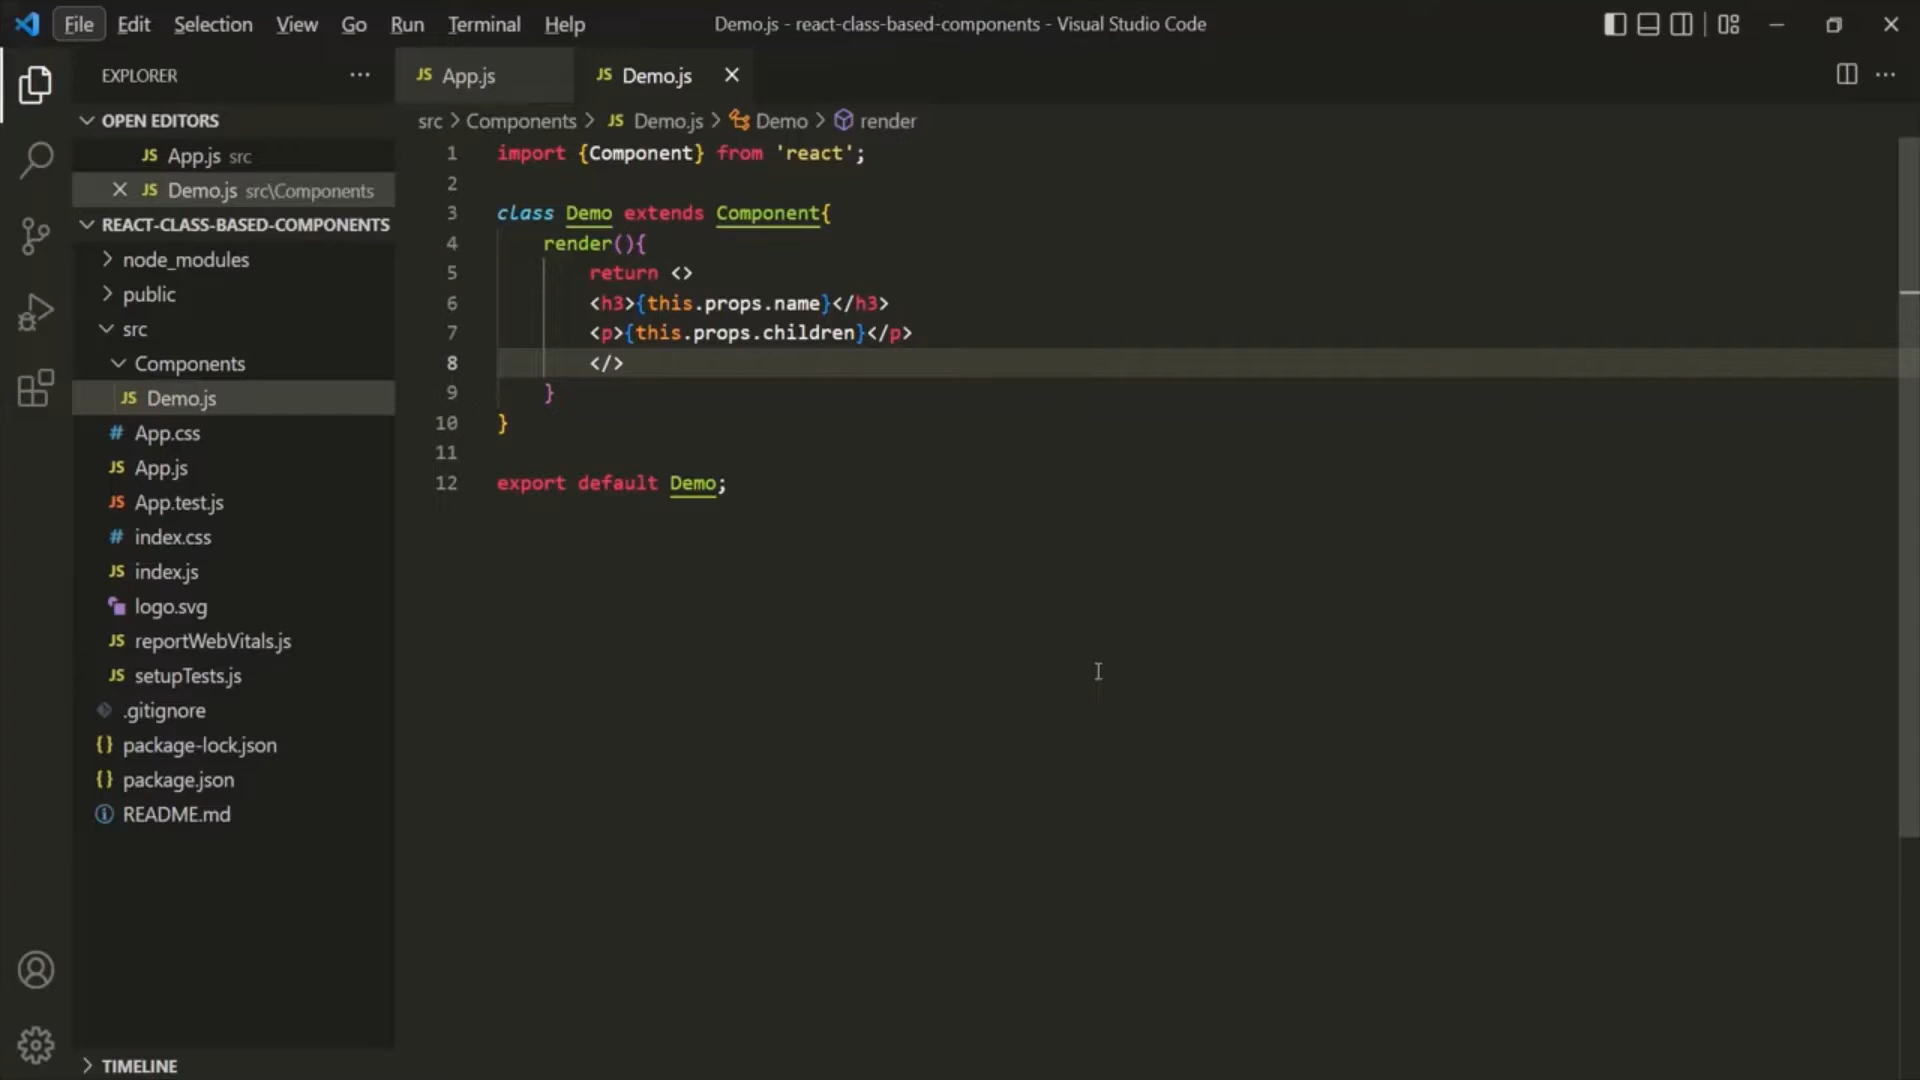 File Edit Selection View Go Run Terminal Help
Demo.js - react-class-based-components - Visual Studio Code
EXPLORER
OPEN EDITORS
JS App.js src
JS Demo.js src\Components
REACT-CLASS-BASED-COMPONENTS
node_modules
public
src
Components
JS Demo.js
# App.css
JS App.js
JS App.test.js
# index.css
JS index.js
logo.svg
JS reportWebVitals.js
JS setupTests.js
.gitignore
{} package-lock.json
{} package.json
README.md
TIMELINE
JS App.js
JS Demo.js
src > Components > JS Demo.js > Demo > render
1 import {Component} from 'react';
2
3 class Demo extends Component{
4 render(){
5 return <>
6 <h3>{this.props.name}</h3>
7 <p>{this.props.children}</p>
8 </>
9 }
10 }
11
12 export default Demo;